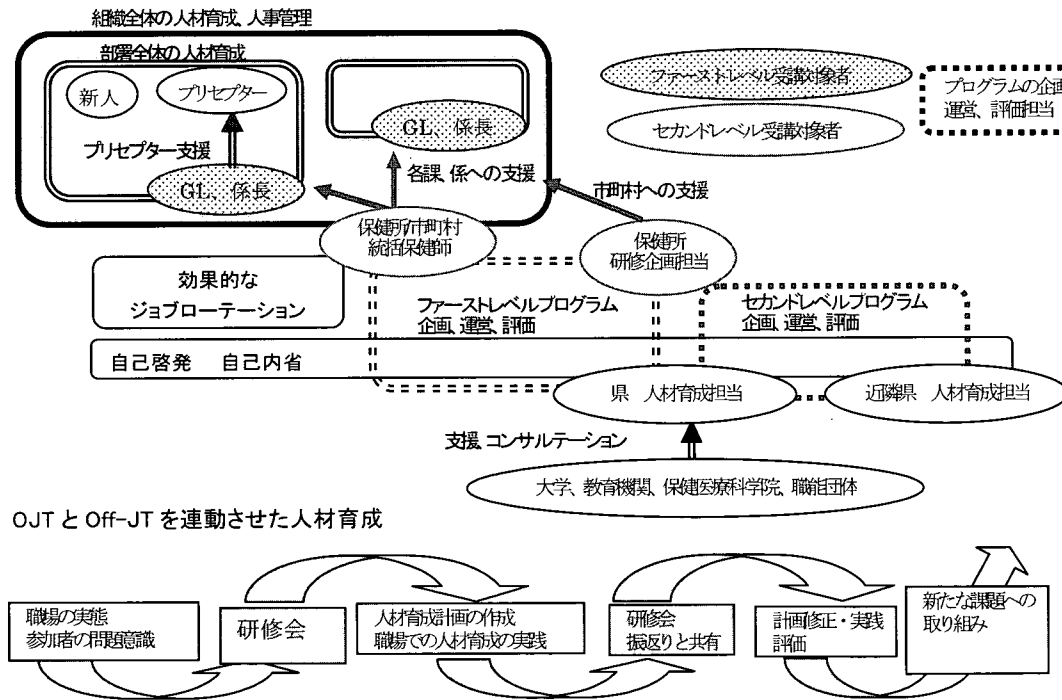 組織全体の人材育成、人事管理
部署全体の人材育成
新人
プリセプター
プリセプター支援
GL、係長
GL、係長
各課、係への支援
ファーストレベル受講対象者
セカンドレベル受講対象者
プログラムの企画
運営、評価担当
市町村への支援
保健所/市町村
統括保健師
保健所
研修企画担当
効果的な
ジョブローテーション
ファーストレベルプログラム
企画、運営、評価
セカンドレベルプログラム
企画、運営、評価
自己啓発 自己内省
県 人材育成担当
近隣県 人材育成担当
支援、コンサルテーション
大学、教育機関、保健医療科学院、職能団体
OJT と Off-JT を連動させた人材育成
職場の実態
参加者の問題意識
研修会
人材育成計画の作成
職場での人材育成の実践
研修会
振返りと共有
計画修正・実践
評価
新たな課題への
取り組み